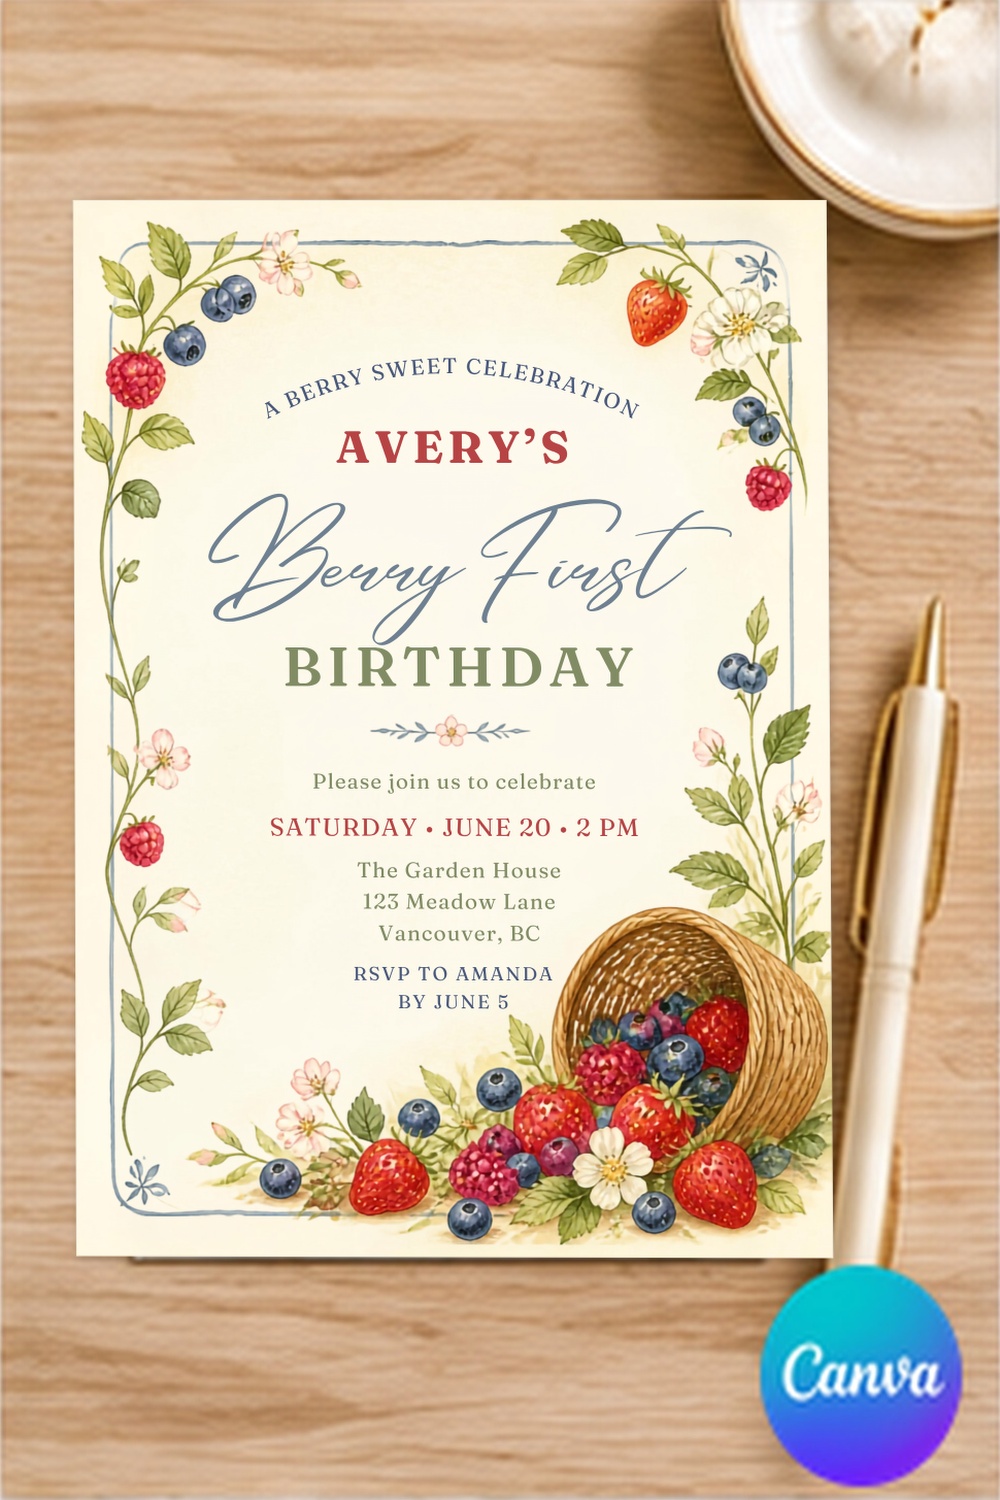 A BERRY SWEET CELEBRATION
AVERY'S
Berry First
BIRTHDAY
Please join us to celebrate
SATURDAY • JUNE 20 • 2 PM
The Garden House
123 Meadow Lane
Vancouver, BC
RSVP TO AMANDA
BY JUNE 5
Canva